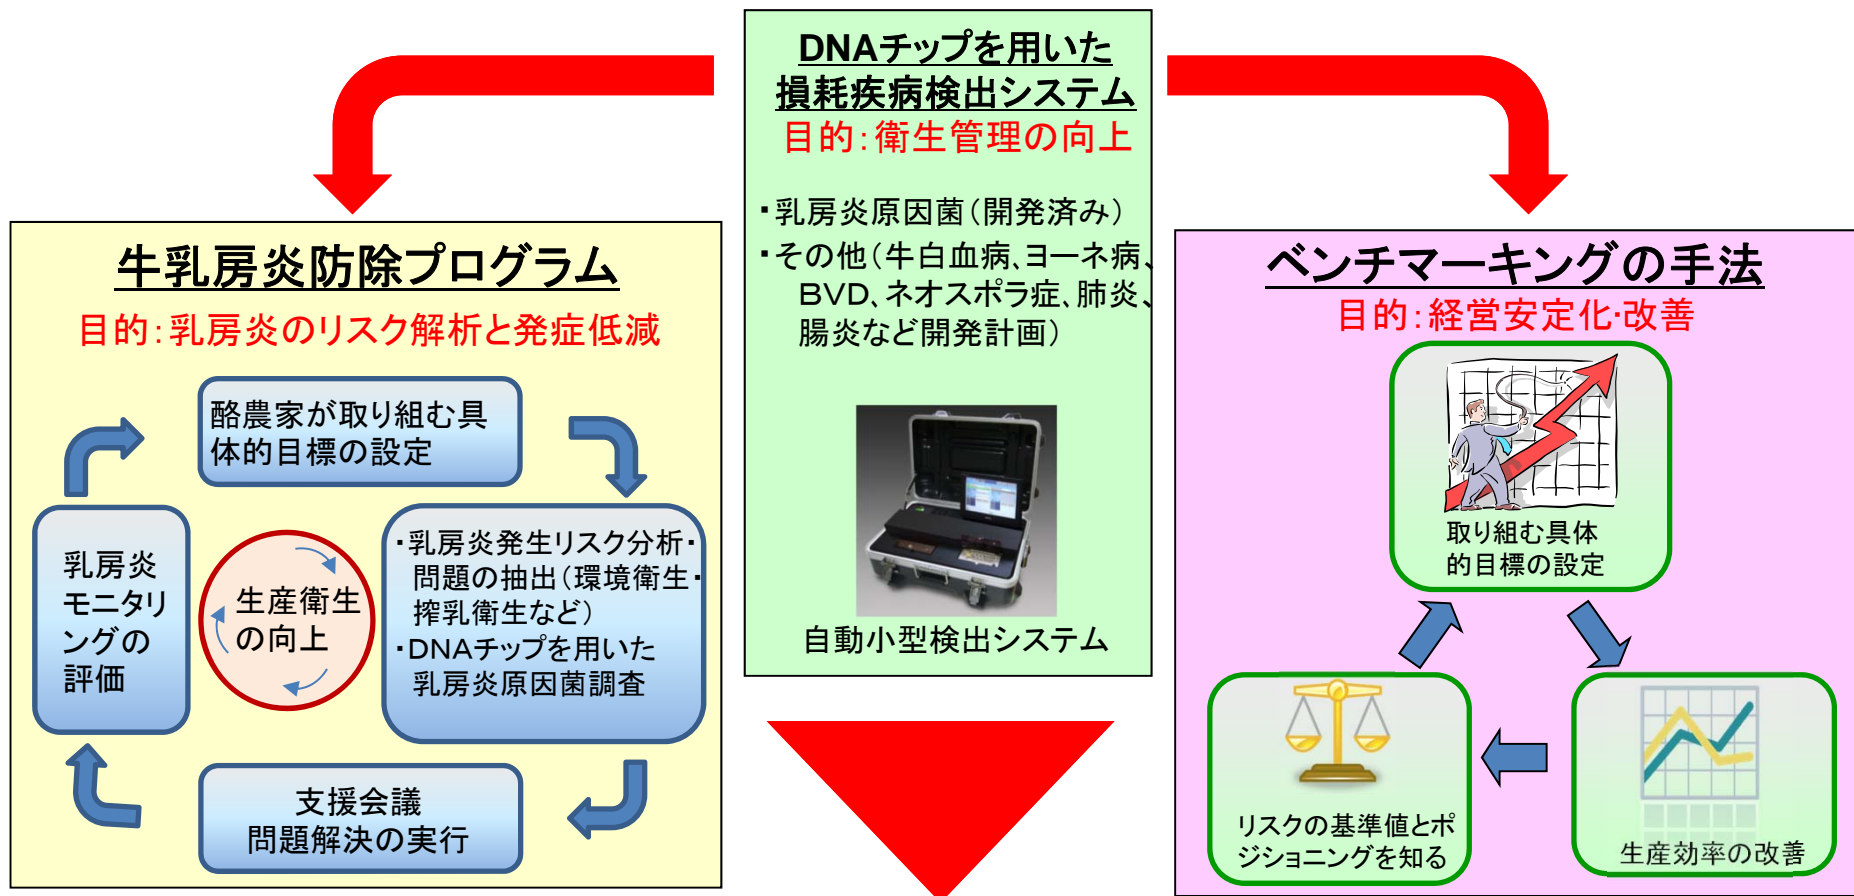 DNAチップを用いた
損耗疾病検出システム
目的：衛生管理の向上
・乳房炎原因菌（開発済み）
・その他（牛白血病、ヨーネ病、
BVD、ネオスポラ症、肺炎、
腸炎など開発計画）
自動小型検出システム
牛乳房炎防除プログラム
目的：乳房炎のリスク解析と発症低減
酪農家が取り組む具
体的目標の設定
・乳房炎発生リスク分析・
問題の抽出（環境衛生・
搾乳衛生など）
・DNAチップを用いた
乳房炎原因菌調査
支援会議
問題解決の実行
乳房炎
モニタリ
ングの
評価
生産衛生
の向上
ベンチマーキングの手法
目的：経営安定化・改善
取り組む具体
的目標の設定
生産効率の改善
リスクの基準値とポ
ジショニングを知る